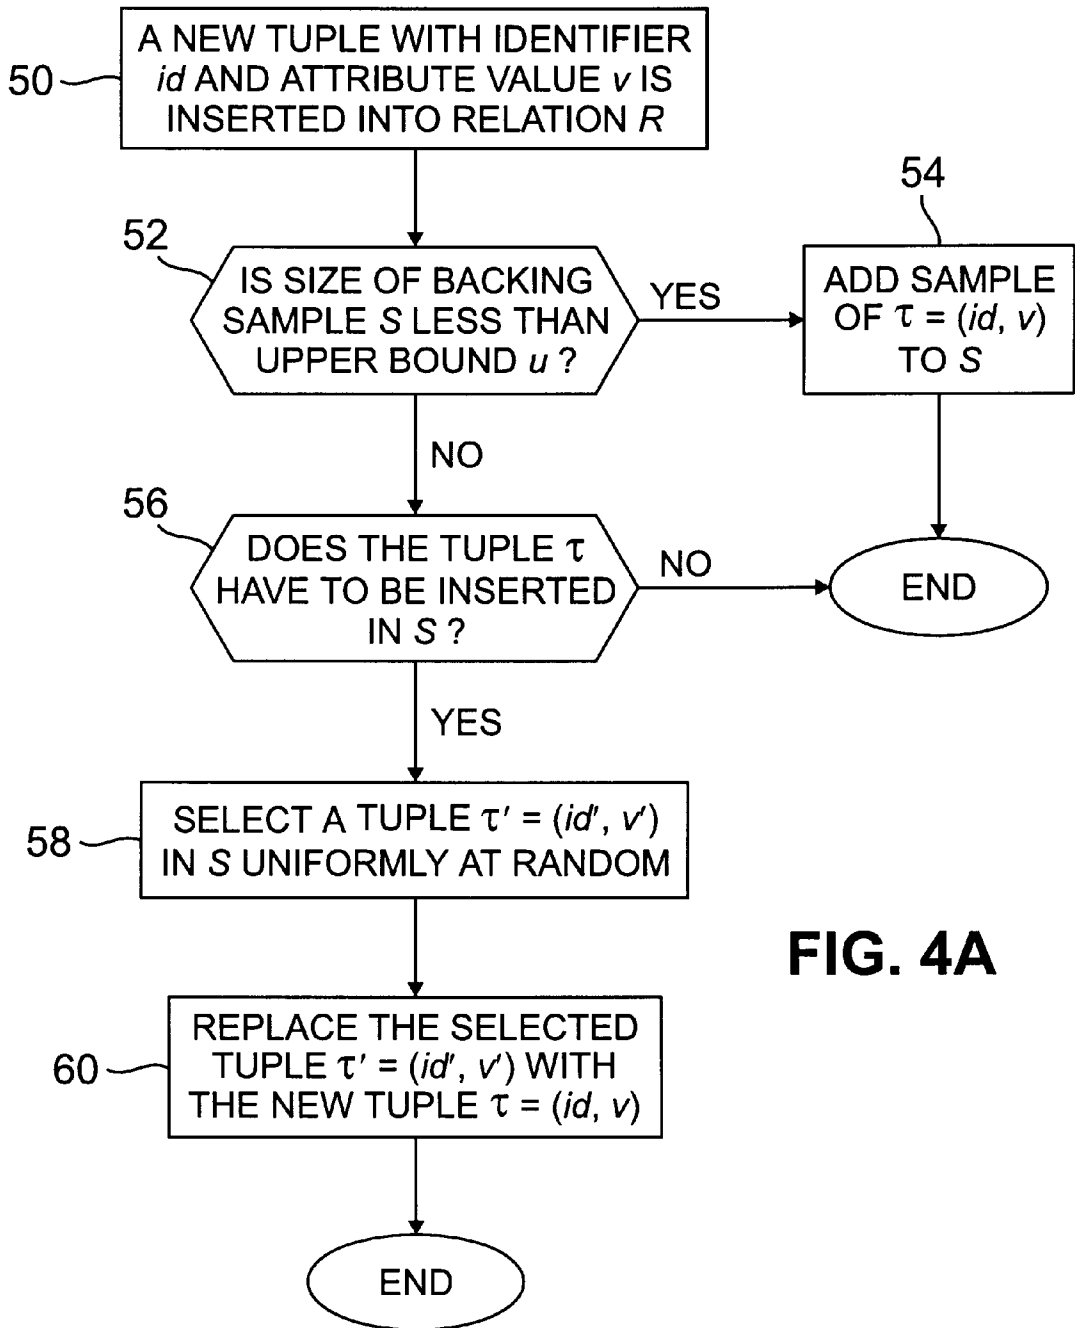 A NEW TUPLE WITH IDENTIFIER
id AND ATTRIBUTE VALUE v IS
INSERTED INTO RELATION R
50
54
52
IS SIZE OF BACKING
SAMPLE S LESS THAN
UPPER BOUND u ?
YES
ADD SAMPLE
OF τ = (id, v)
TO S
NO
56
DOES THE TUPLE τ
HAVE TO BE INSERTED
IN S ?
NO
END
YES
58
SELECT A TUPLE τ' = (id', v')
IN S UNIFORMLY AT RANDOM
FIG. 4A
60
REPLACE THE SELECTED
TUPLE τ' = (id', v') WITH
THE NEW TUPLE τ = (id, v)
END